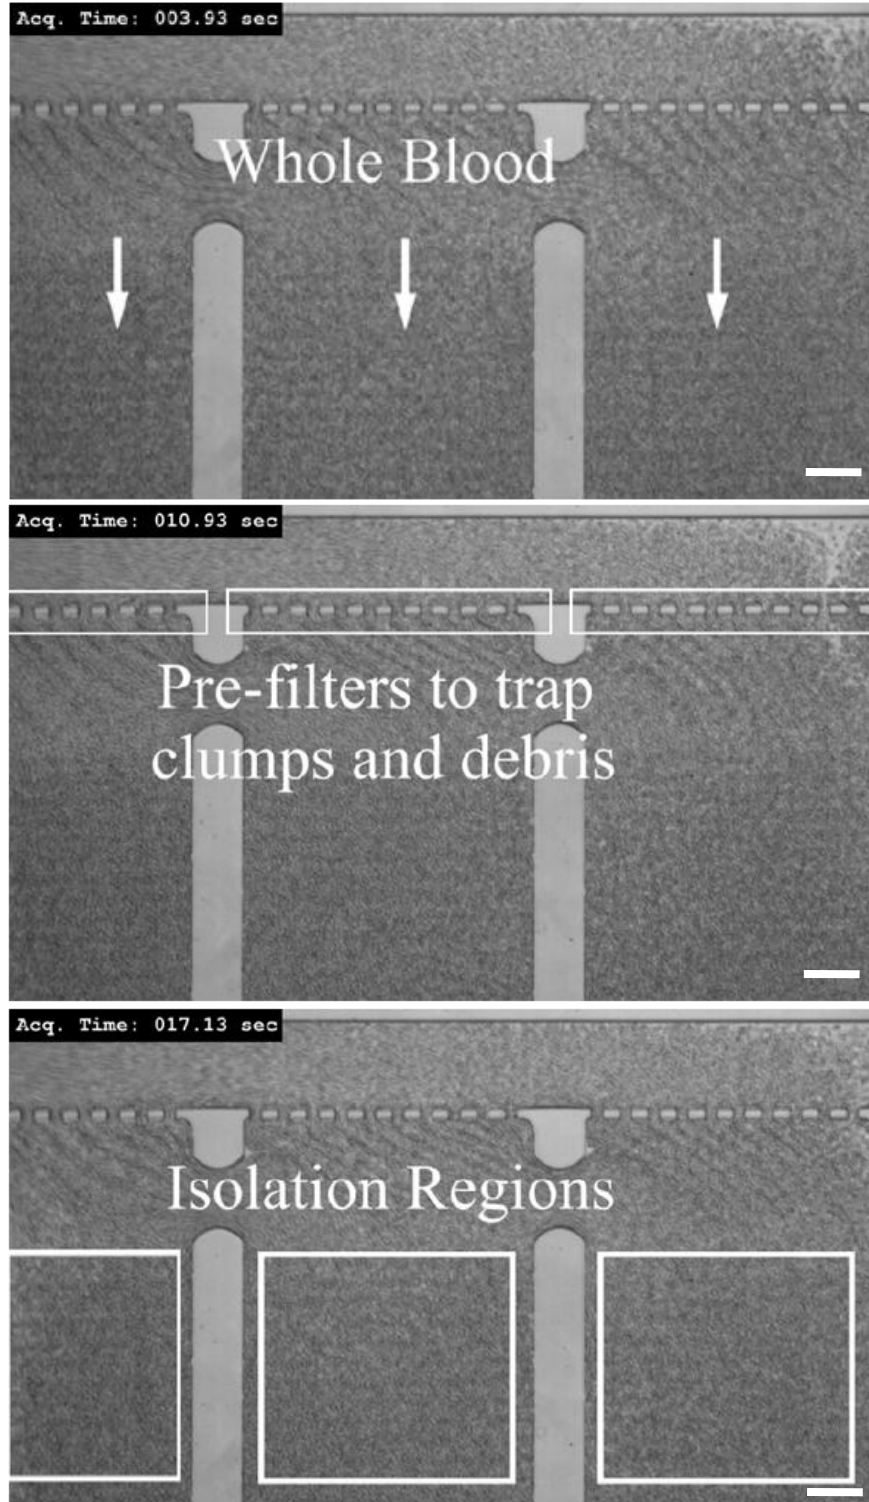 Acq. Time: 003.93 sec
Whole Blood
Acq. Time: 010.93 sec
Pre-filters to trap
clumps and debris
Acq. Time: 017.13 sec
Isolation Regions